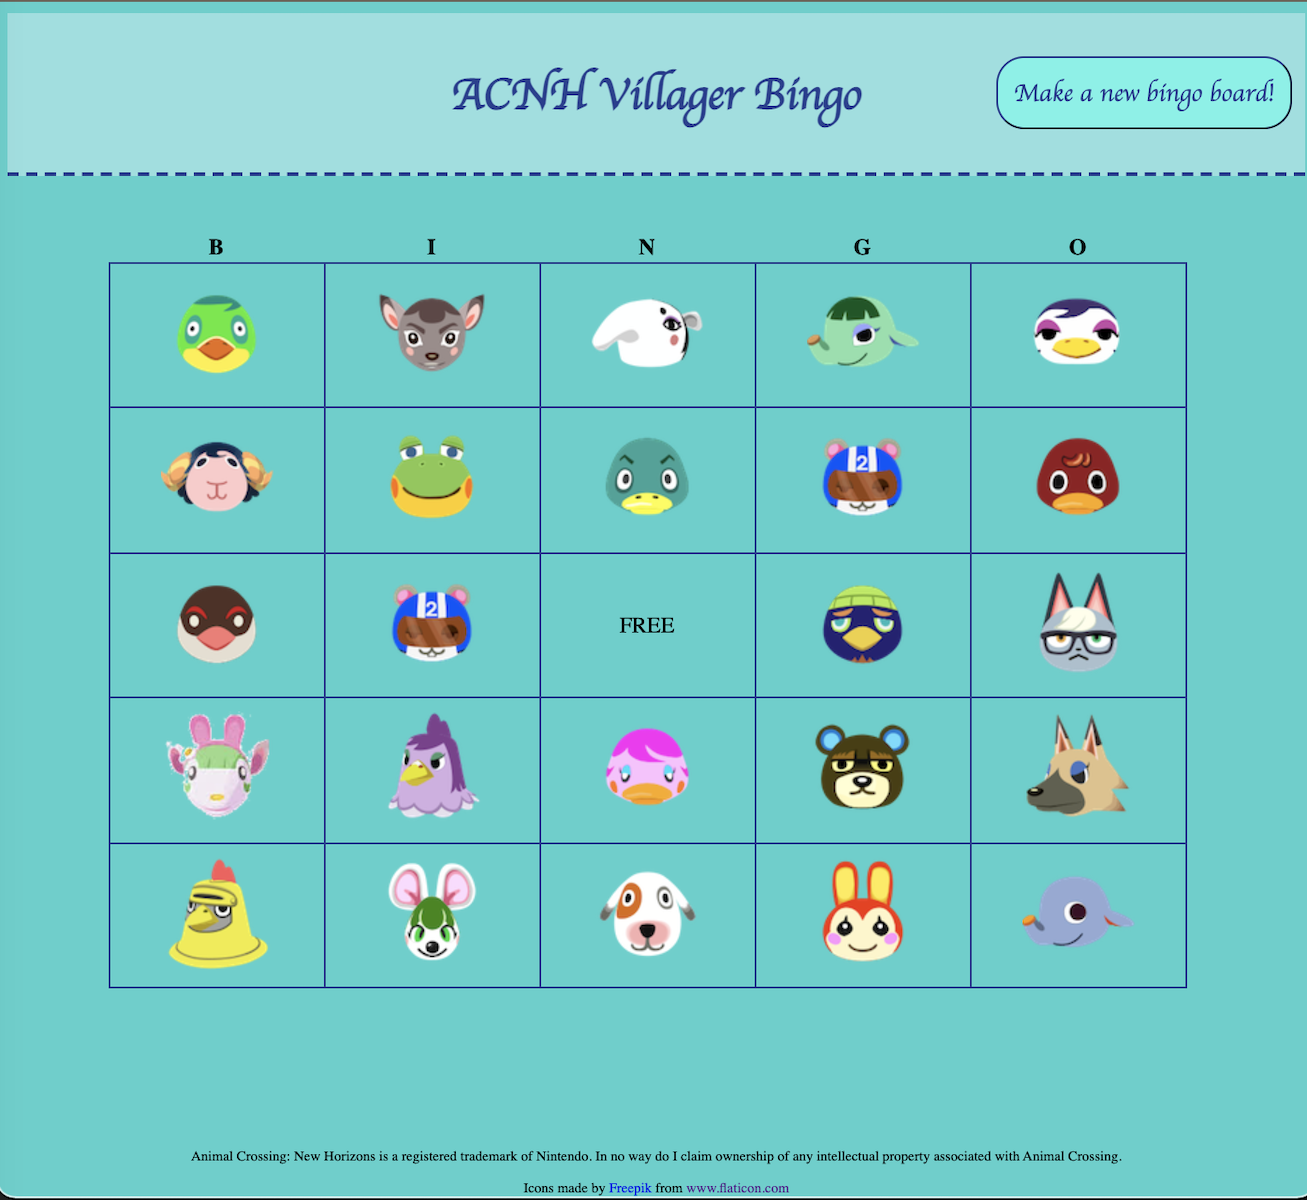 ACNH Villager Bingo
Make a new bingo board!
B I N G O
2
2
FREE
Animal Crossing: New Horizons is a registered trademark of Nintendo. In no way do I claim ownership of any intellectual property associated with Animal Crossing.
Icons made by Freepik from www.flaticon.com